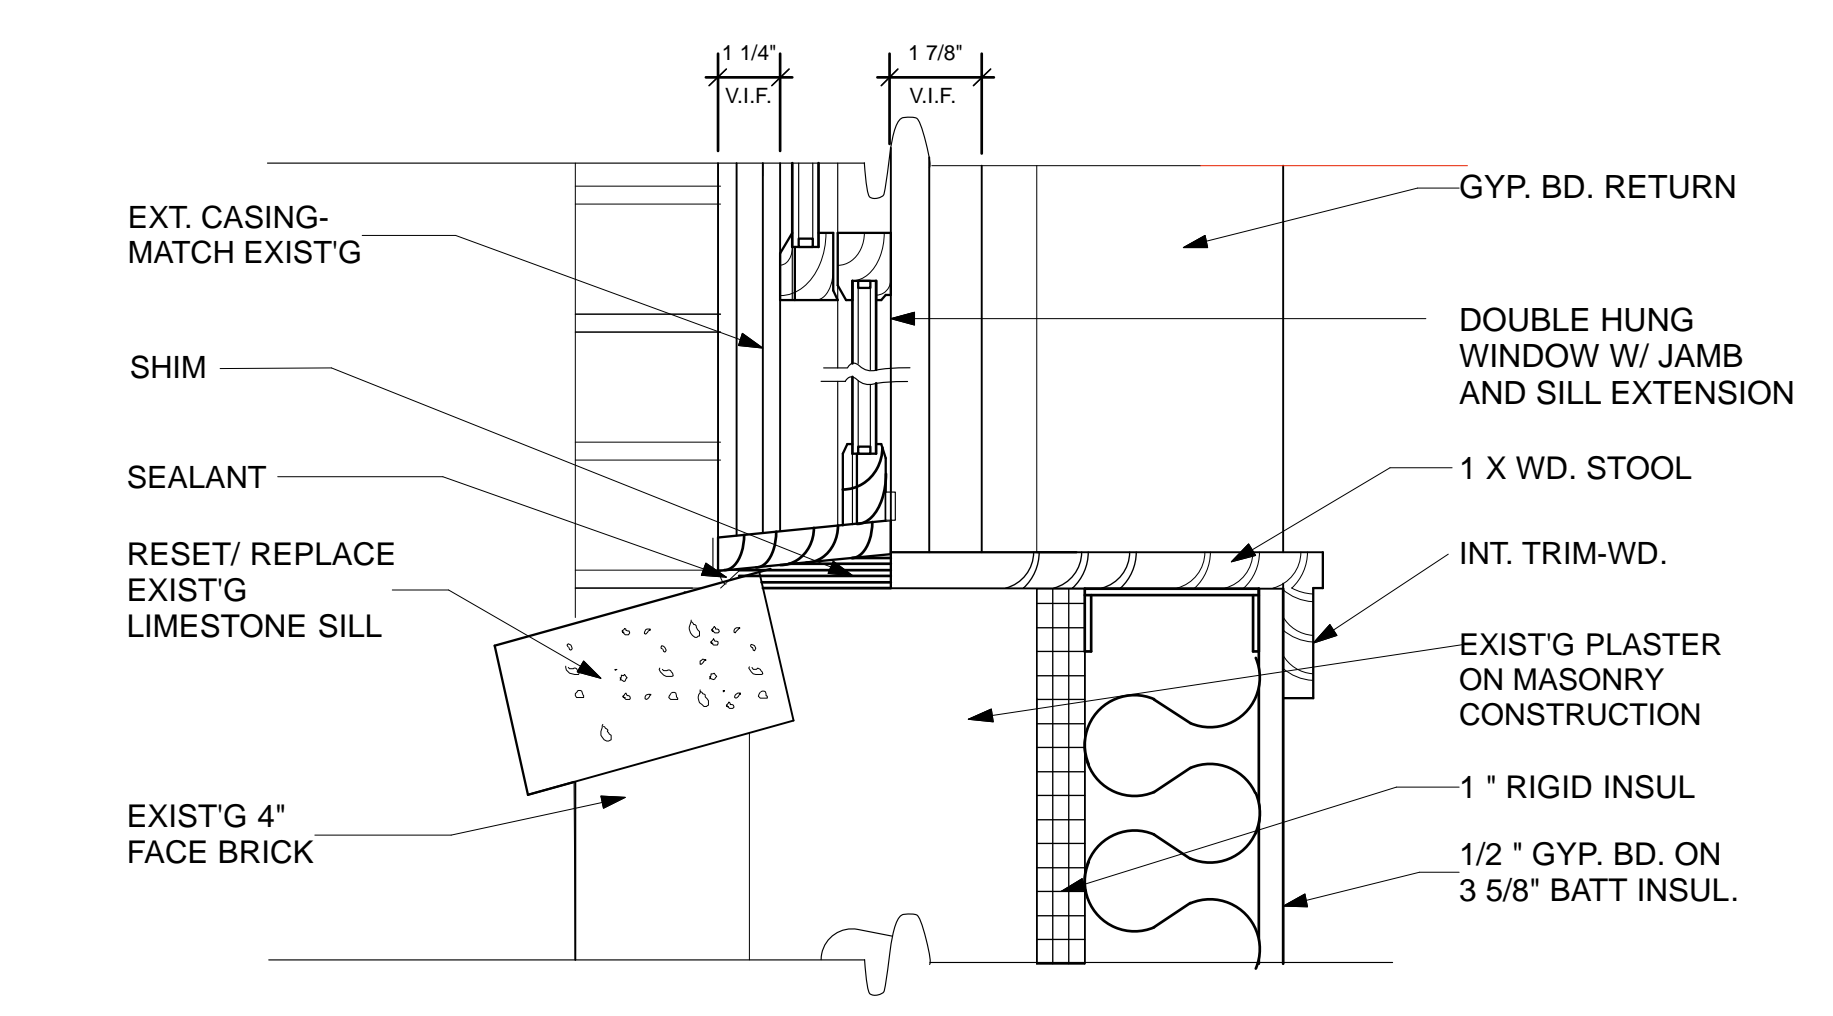 1 1/4"
V.I.F.
1 7/8"
V.I.F.
EXT. CASING-
MATCH EXIST'G
SHIM
SEALANT
RESET/ REPLACE
EXIST'G
LIMESTONE SILL
EXIST'G 4"
FACE BRICK
GYP. BD. RETURN
DOUBLE HUNG
WINDOW W/ JAMB
AND SILL EXTENSION
1 X WD. STOOL
INT. TRIM-WD.
EXIST'G PLASTER
ON MASONRY
CONSTRUCTION
1 " RIGID INSUL
1/2 " GYP. BD. ON
3 5/8" BATT INSUL.